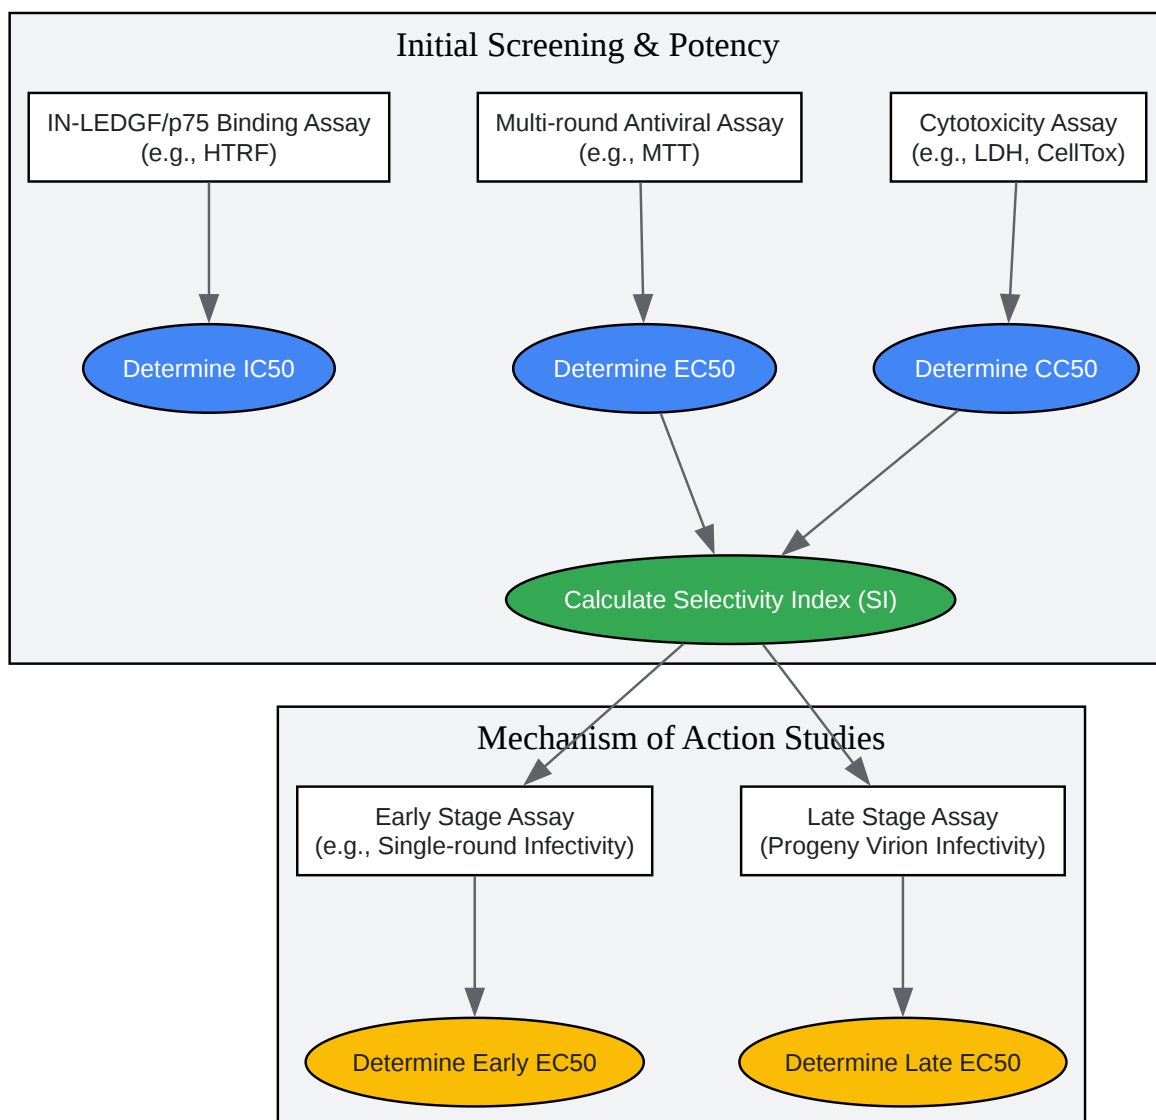 Initial Screening & Potency
IN-LEDGF/p75 Binding Assay
(e.g., HTRF)
Multi-round Antiviral Assay
(e.g., MTT)
Cytotoxicity Assay
(e.g., LDH, CellTox)
Determine IC50
Determine EC50
Determine CC50
Calculate Selectivity Index (SI)
Mechanism of Action Studies
Early Stage Assay
(e.g., Single-round Infectivity)
Late Stage Assay
(Progeny Virion Infectivity)
Determine Early EC50
Determine Late EC50